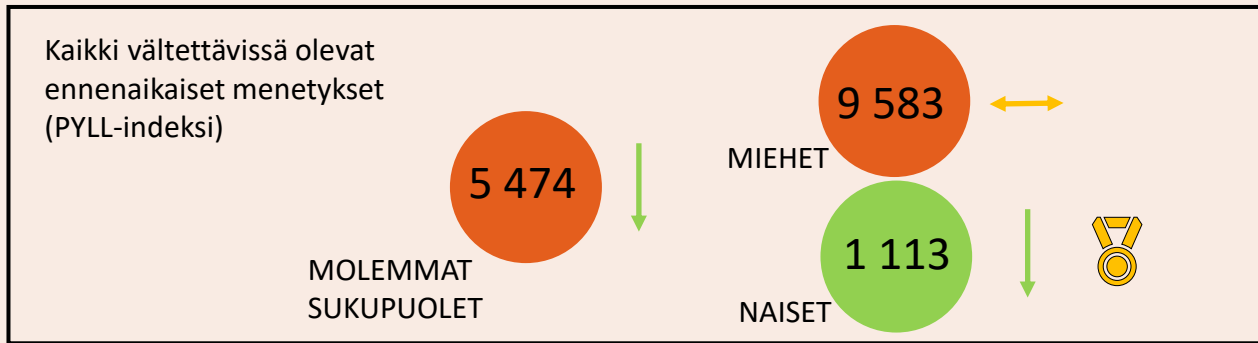 Kaikki vältettävissä olevat
ennenaikaiset menetykset
(PYLL-indeksi)
5 474
MOLEMMAT
SUKUPUOLET
9 583
MIEHET
1 113
NAISET